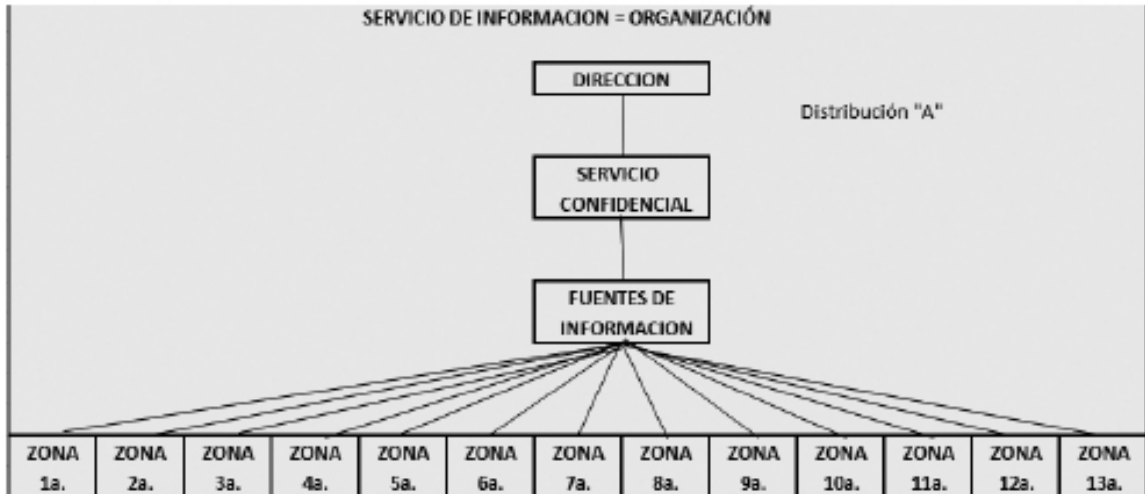 SERVICIO DE INFORMACION = ORGANIZACIÓN
DIRECCION
Distribución "A"
SERVICIO
CONFIDENCIAL
FUENTES DE
INFORMACION
ZONA ZONA ZONA ZONA ZONA ZONA ZONA ZONA ZONA ZONA ZONA ZONA ZONA
1a. 2a. 3a. 4a. 5a. 6a. 7a. 8a. 9a. 10a. 11a. 12a. 13a.